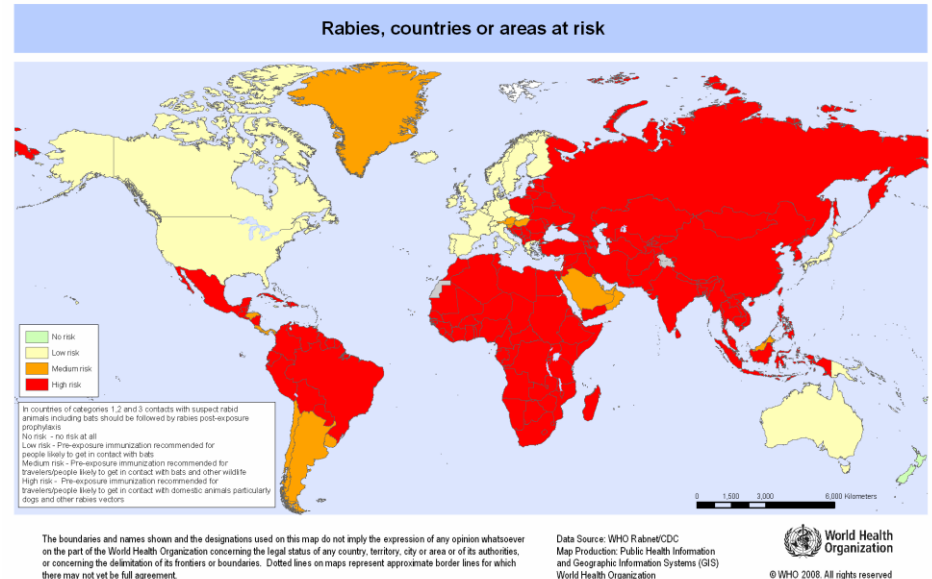 Rabies, countries or areas at risk
No risk
Low risk
Medium risk
High risk
In countries of categories 1,2 and 3 contacts with suspect rabid
animals including bats should be followed by rabies post-exposure
prophylaxis
No risk - no risk at all
Low risk - Pre-exposure immunization recommended for
people likely to get in contact with bats
Medium risk - Pre-exposure immunization recommended for
travelers/people likely to get in contact with bats and other wildlife
High risk - Pre-exposure immunization recommended for
travelers/people likely to get in contact with domestic animals particularly
dogs and other rabies vectors
0 1,500 3,000 6,000 Kilometers
The boundaries and names shown and the designations used on this map do not imply the expression of any opinion whatsoever
on the part of the World Health Organization concerning the legal status of any country, territory, city or area or of its authorities,
or concerning the delimitation of its frontiers or boundaries. Dotted lines on maps represent approximate border lines for which
there may not yet be full agreement.
Data Source: WHO Rabnet/CDC
Map Production: Public Health Information
and Geographic Information Systems (GIS)
World Health Organization
World Health
Organization
© WHO 2008. All rights reserved